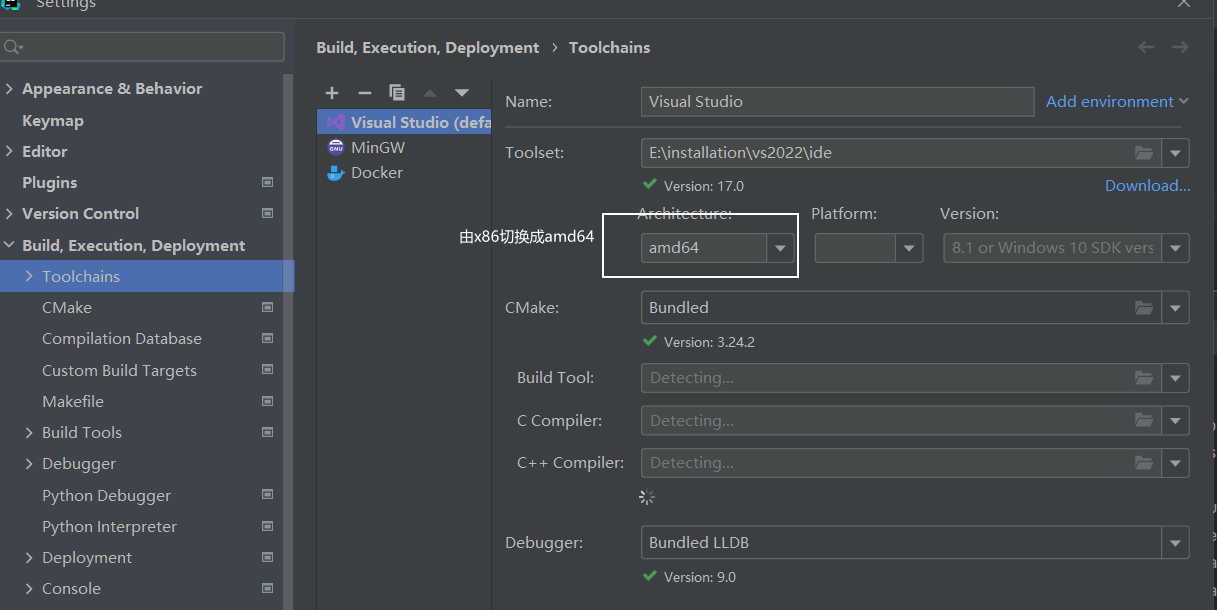 Settings
Build, Execution, Deployment › Toolchains
Appearance & Behavior
Keymap
Editor
Plugins
Version Control
Build, Execution, Deployment
Toolchains
CMake
Compilation Database
Custom Build Targets
Makefile
Build Tools
Debugger
Python Debugger
Python Interpreter
Deployment
Console
Visual Studio (defa
GNU
MinGW
Docker
Name:
Visual Studio
Add environment
Toolset:
E:\installation\vs2022\ide
Version: 17.0
Download...
Architecture:
Platform:
Version:
由x86切换成amd64
amd64
8.1 or Windows 10 SDK vers
CMake:
Bundled
Version: 3.24.2
Build Tool:
Detecting...
C Compiler:
Detecting...
C++ Compiler:
Detecting...
Debugger:
Bundled LLDB
Version: 9.0